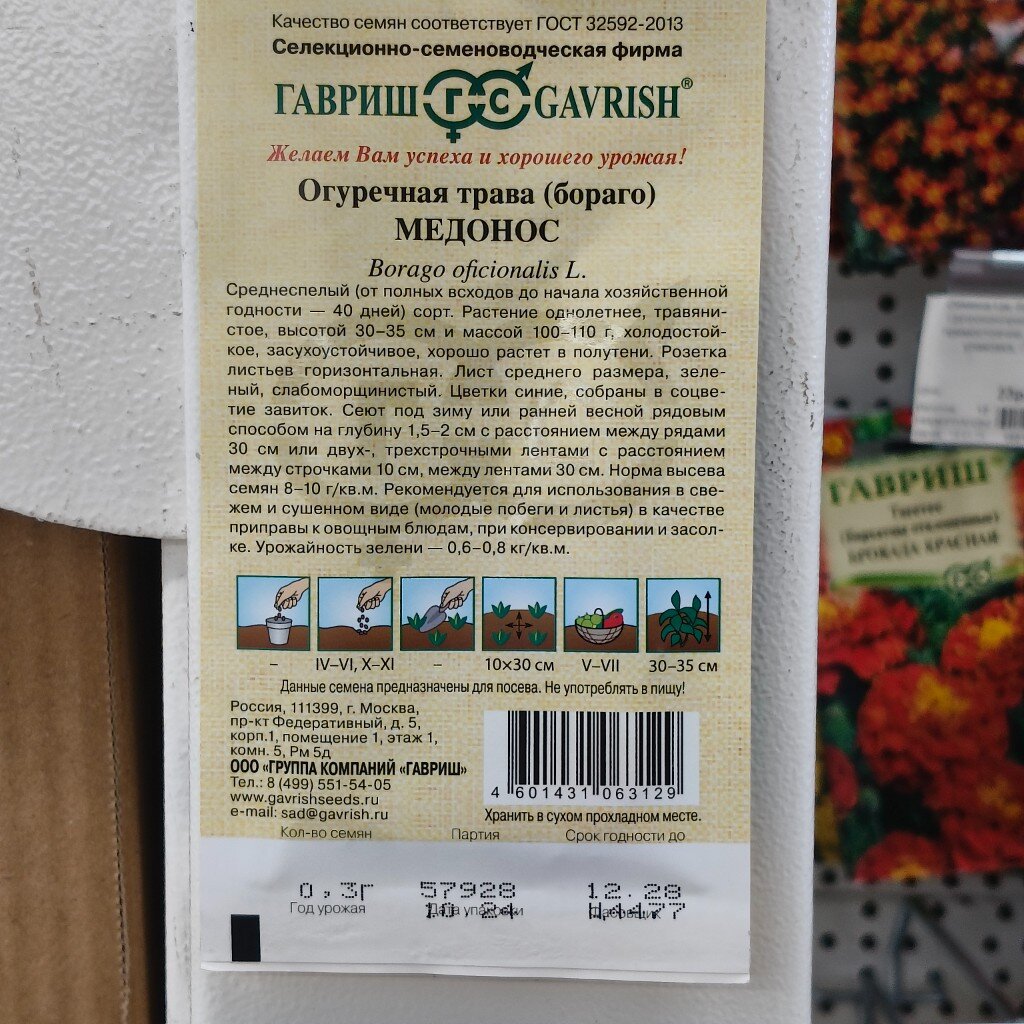 Качество семян соответствует ГОСТ 32592-2013
Селекционно-семеноводческая фирма
ГАВРИШ ГС GAVRISH®
Желаем Вам успеха и хорошего урожая!
Огуречная трава (бораго)
МЕДОНОС
Borago oficionalis L.
Среднеспелый (от полных всходов до начала хозяйственной
годности — 40 дней) сорт. Растение однолетнее, травяни-
стое, высотой 30–35 см и массой 100–110 г, холодостой-
кое, засухоустойчивое, хорошо растет в полутени. Розетка
листьев горизонтальная. Лист среднего размера, зеле-
ный, слабоморщинистый. Цветки синие, собраны в соцве-
тие завиток. Сеют под зиму или ранней весной рядовым
способом на глубину 1,5–2 см с расстоянием между рядами
30 см или двух-, трехстрочными лентами с расстоянием
между строчками 10 см, между лентами 30 см. Норма высева
семян 8–10 г/кв.м. Рекомендуется для использования в све-
жем и сушенном виде (молодые побеги и листья) в качестве
приправы к овощным блюдам, при консервировании и засол-
ке. Урожайность зелени — 0,6–0,8 кг/кв.м.
– IV–VI, X–XI – 10×30 см V–VII 30–35 см
Данные семена предназначены для посева. Не употреблять в пищу!
Россия, 111399, г. Москва,
пр-кт Федеративный, д. 5,
корп.1, помещение 1, этаж 1,
комн. 5, Рм 5д
ООО "ГРУППА КОМПАНИЙ "ГАВРИШ"
Тел.: 8 (499) 551-54-05
www.gavrishseeds.ru
e-mail: sad@gavrish.ru
4 601431 063129
Хранить в сухом прохладном месте.
Кол-во семян Партия Срок годности до
0,3г 57928 12.28
Год урожая Дата упаковки
10 24
ГАВРИШ
Тагетес
БРОКАДА КРАСНАЯ